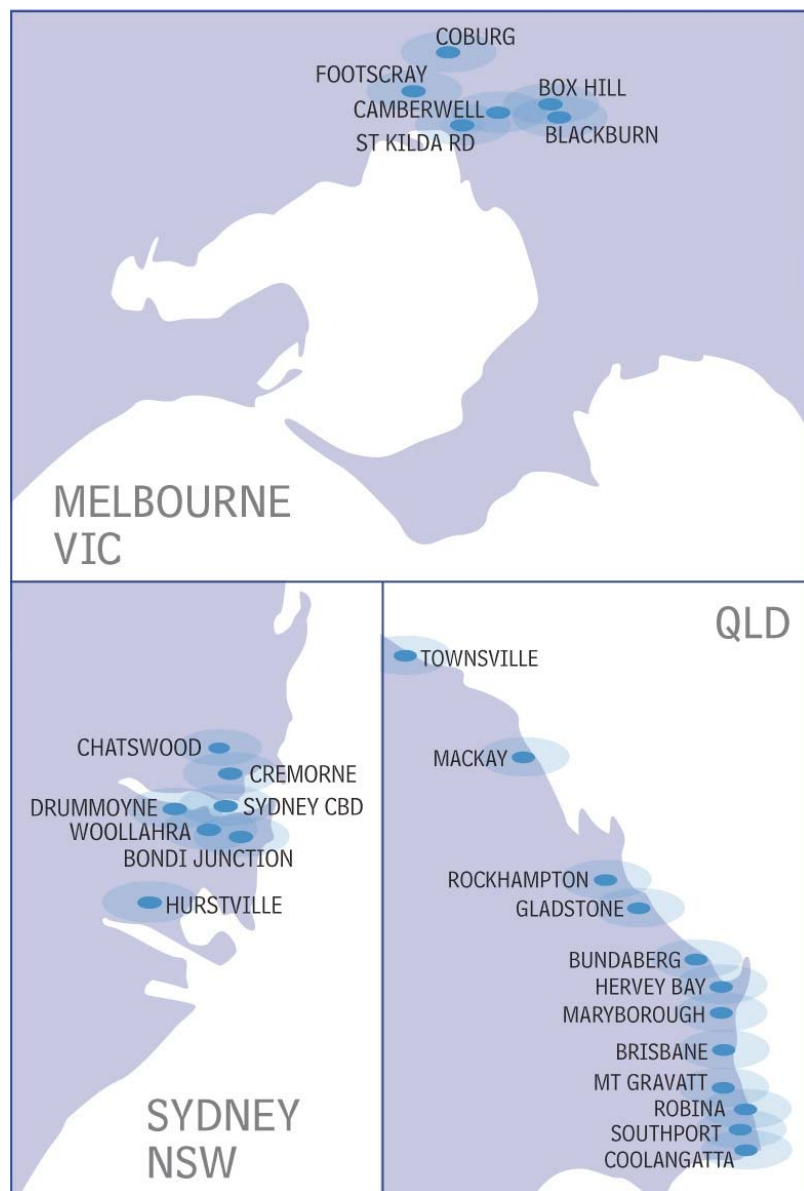 COBURG
FOOTSCRAY
BOX HILL
CAMBERWELL
BLACKBURN
ST KILDA RD
MELBOURNE
VIC
CHATSWOOD
CREMORNE
DRUMMOYNE
SYDNEY CBD
WOOLLAHRA
BONDI JUNCTION
HURSTVILLE
SYDNEY
NSW
QLD
TOWNSVILLE
MACKAY
ROCKHAMPTON
GLADSTONE
BUNDABERG
HERVEY BAY
MARYBOROUGH
BRISBANE
MT GRAVATT
ROBINA
SOUTHPORT
COOLANGATTA